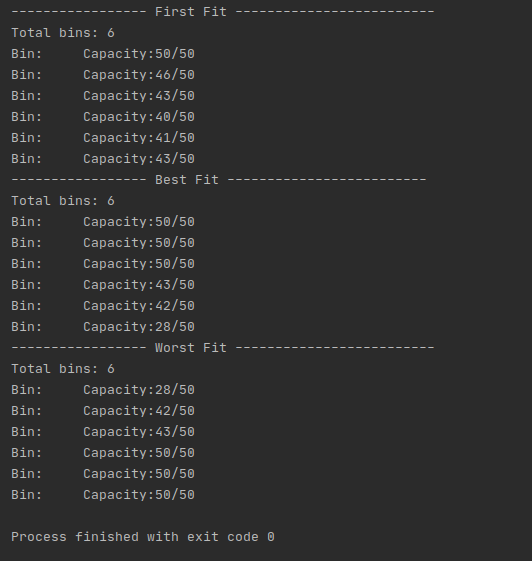 ----------------- First Fit -------------------------
Total bins: 6
Bin:     Capacity:50/50
Bin:     Capacity:46/50
Bin:     Capacity:43/50
Bin:     Capacity:40/50
Bin:     Capacity:41/50
Bin:     Capacity:43/50
----------------- Best Fit -------------------------
Total bins: 6
Bin:     Capacity:50/50
Bin:     Capacity:50/50
Bin:     Capacity:50/50
Bin:     Capacity:43/50
Bin:     Capacity:42/50
Bin:     Capacity:28/50
----------------- Worst Fit -------------------------
Total bins: 6
Bin:     Capacity:28/50
Bin:     Capacity:42/50
Bin:     Capacity:43/50
Bin:     Capacity:50/50
Bin:     Capacity:50/50
Bin:     Capacity:50/50

Process finished with exit code 0